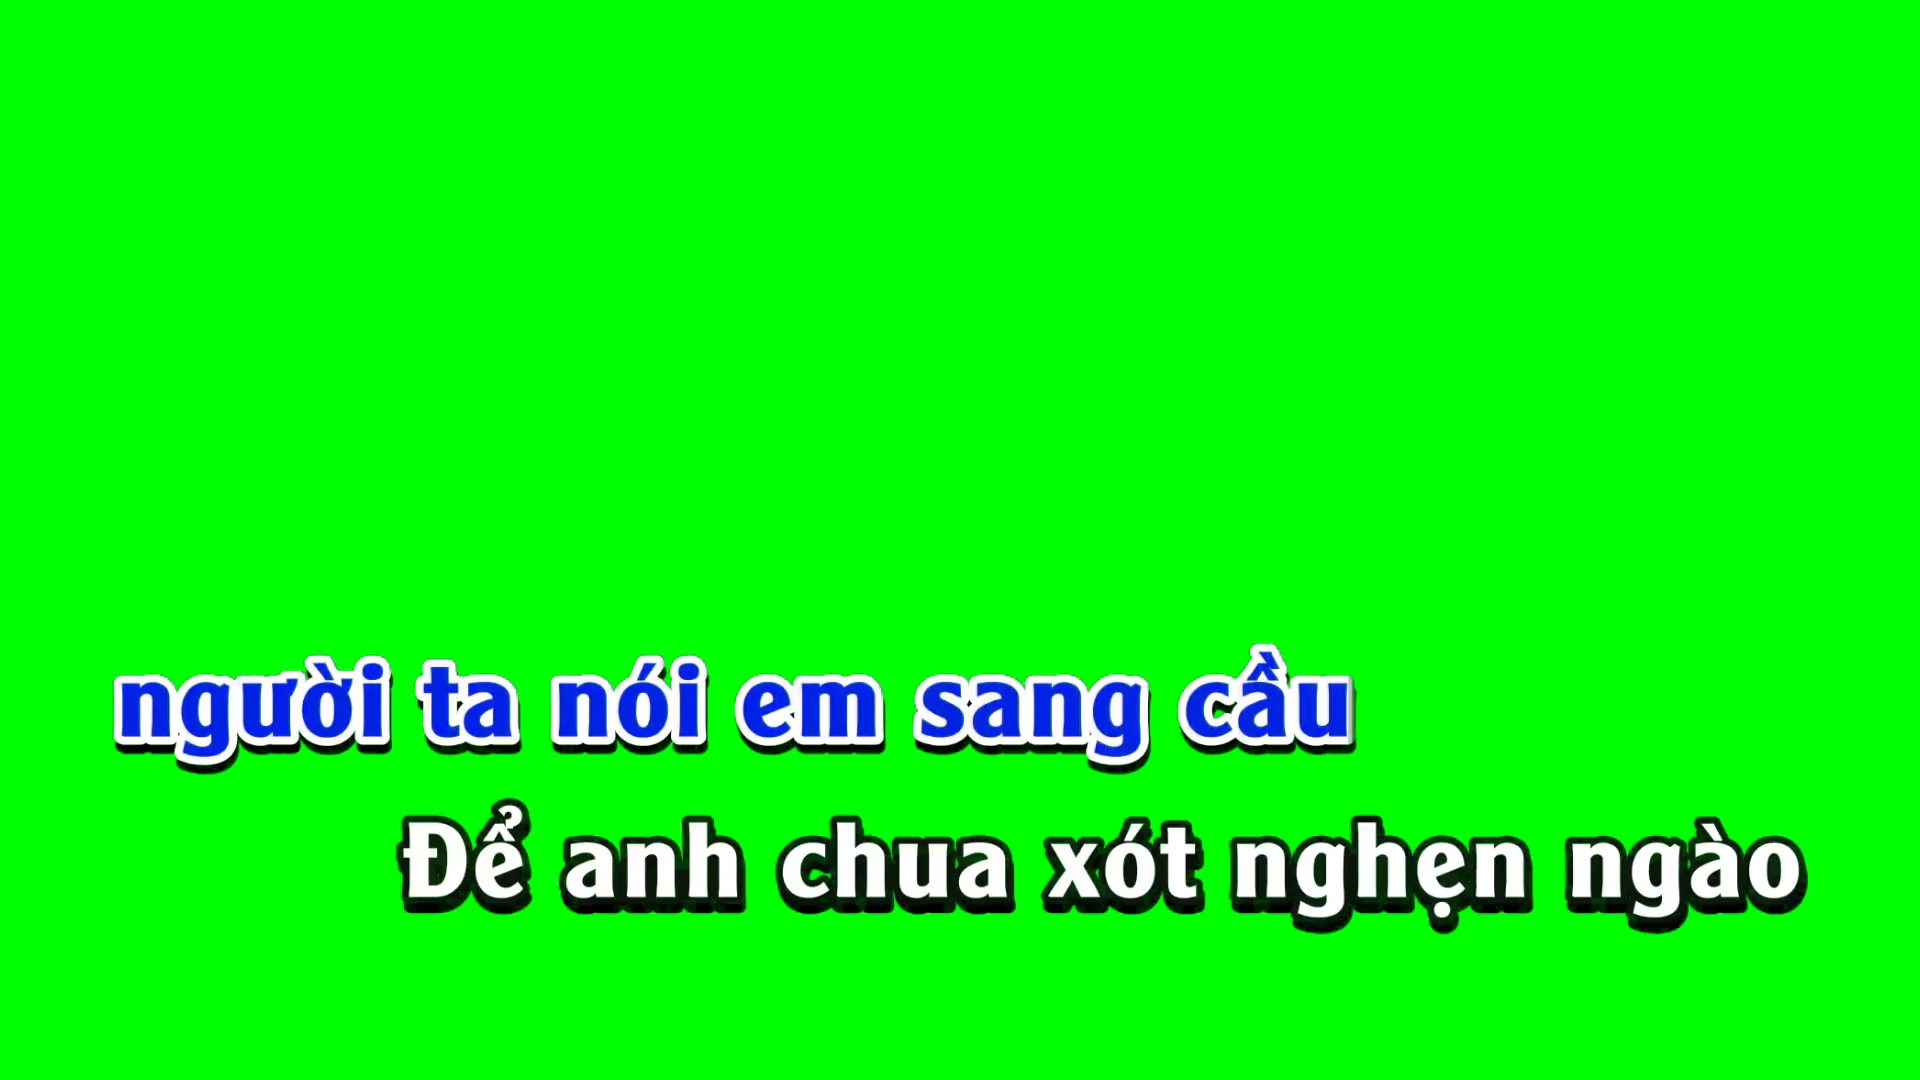 người ta nói em sang cầu
Để anh chua xót nghẹn ngào